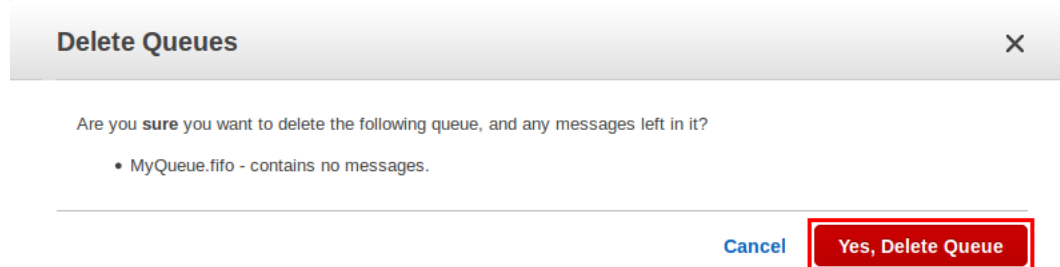 Delete Queues
Are you sure you want to delete the following queue, and any messages left in it?
• MyQueue.fifo - contains no messages.
Cancel Yes, Delete Queue